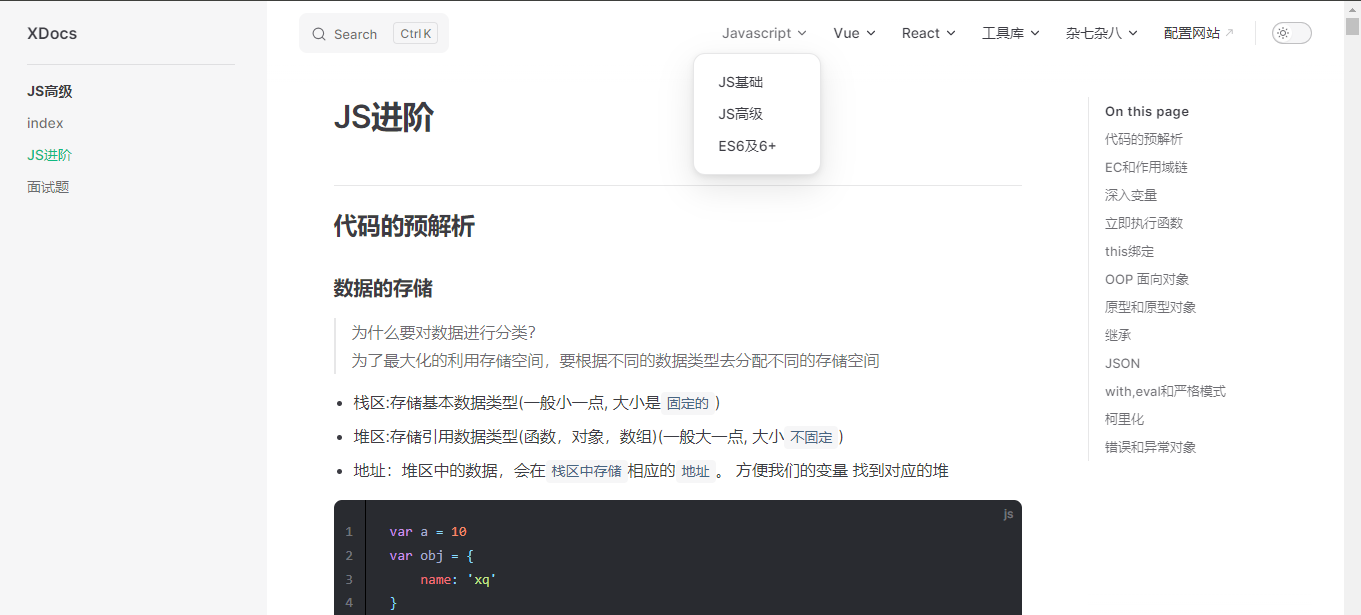 XDocs
JS高级
index
JS进阶
面试题
Search Ctrl K
Javascript Vue React 工具库 杂七杂八 配置网站
JS基础
JS高级
ES6及6+
JS进阶
代码的预解析
数据的存储
为什么要对数据进行分类?
为了最大化的利用存储空间，要根据不同的数据类型去分配不同的存储空间
栈区:存储基本数据类型(一般小一点, 大小是 固定的 )
堆区:存储引用数据类型(函数，对象，数组)(一般大一点, 大小 不固定 )
地址：堆区中的数据，会在 栈区中存储 相应的 地址 。 方便我们的变量 找到对应的堆
js
1 var a = 10
2 var obj = {
3 name: 'xq'
4 }
On this page
代码的预解析
EC和作用域链
深入变量
立即执行函数
this绑定
OOP 面向对象
原型和原型对象
继承
JSON
with,eval和严格模式
柯里化
错误和异常对象